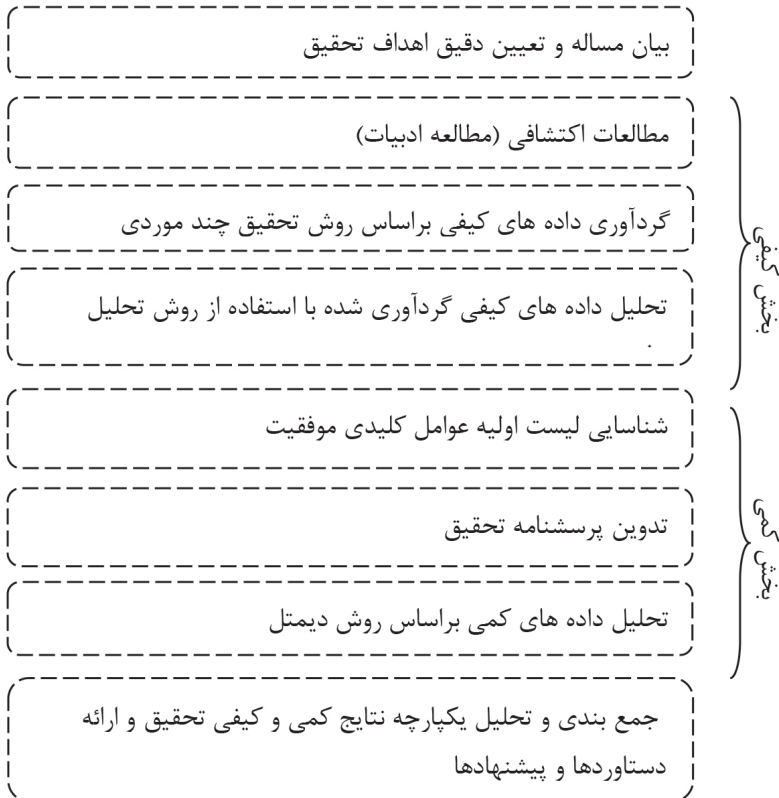 بیان مساله و تعیین دقیق اهداف تحقیق
مطالعات اکتشافی (مطالعه ادبیات)
گردآوری داده های کیفی براساس روش تحقیق چند موردی
تحلیل داده های کیفی گردآوری شده با استفاده از روش تحلیل
بخش کیفی
شناسایی لیست اولیه عوامل کلیدی موفقیت
تدوین پرسشنامه تحقیق
تحلیل داده های کمی براساس روش دیمتل
بخش کمی
جمع بندی و تحلیل یکپارچه نتایج کمی و کیفی تحقیق و ارائه
دستاوردها و پیشنهادها